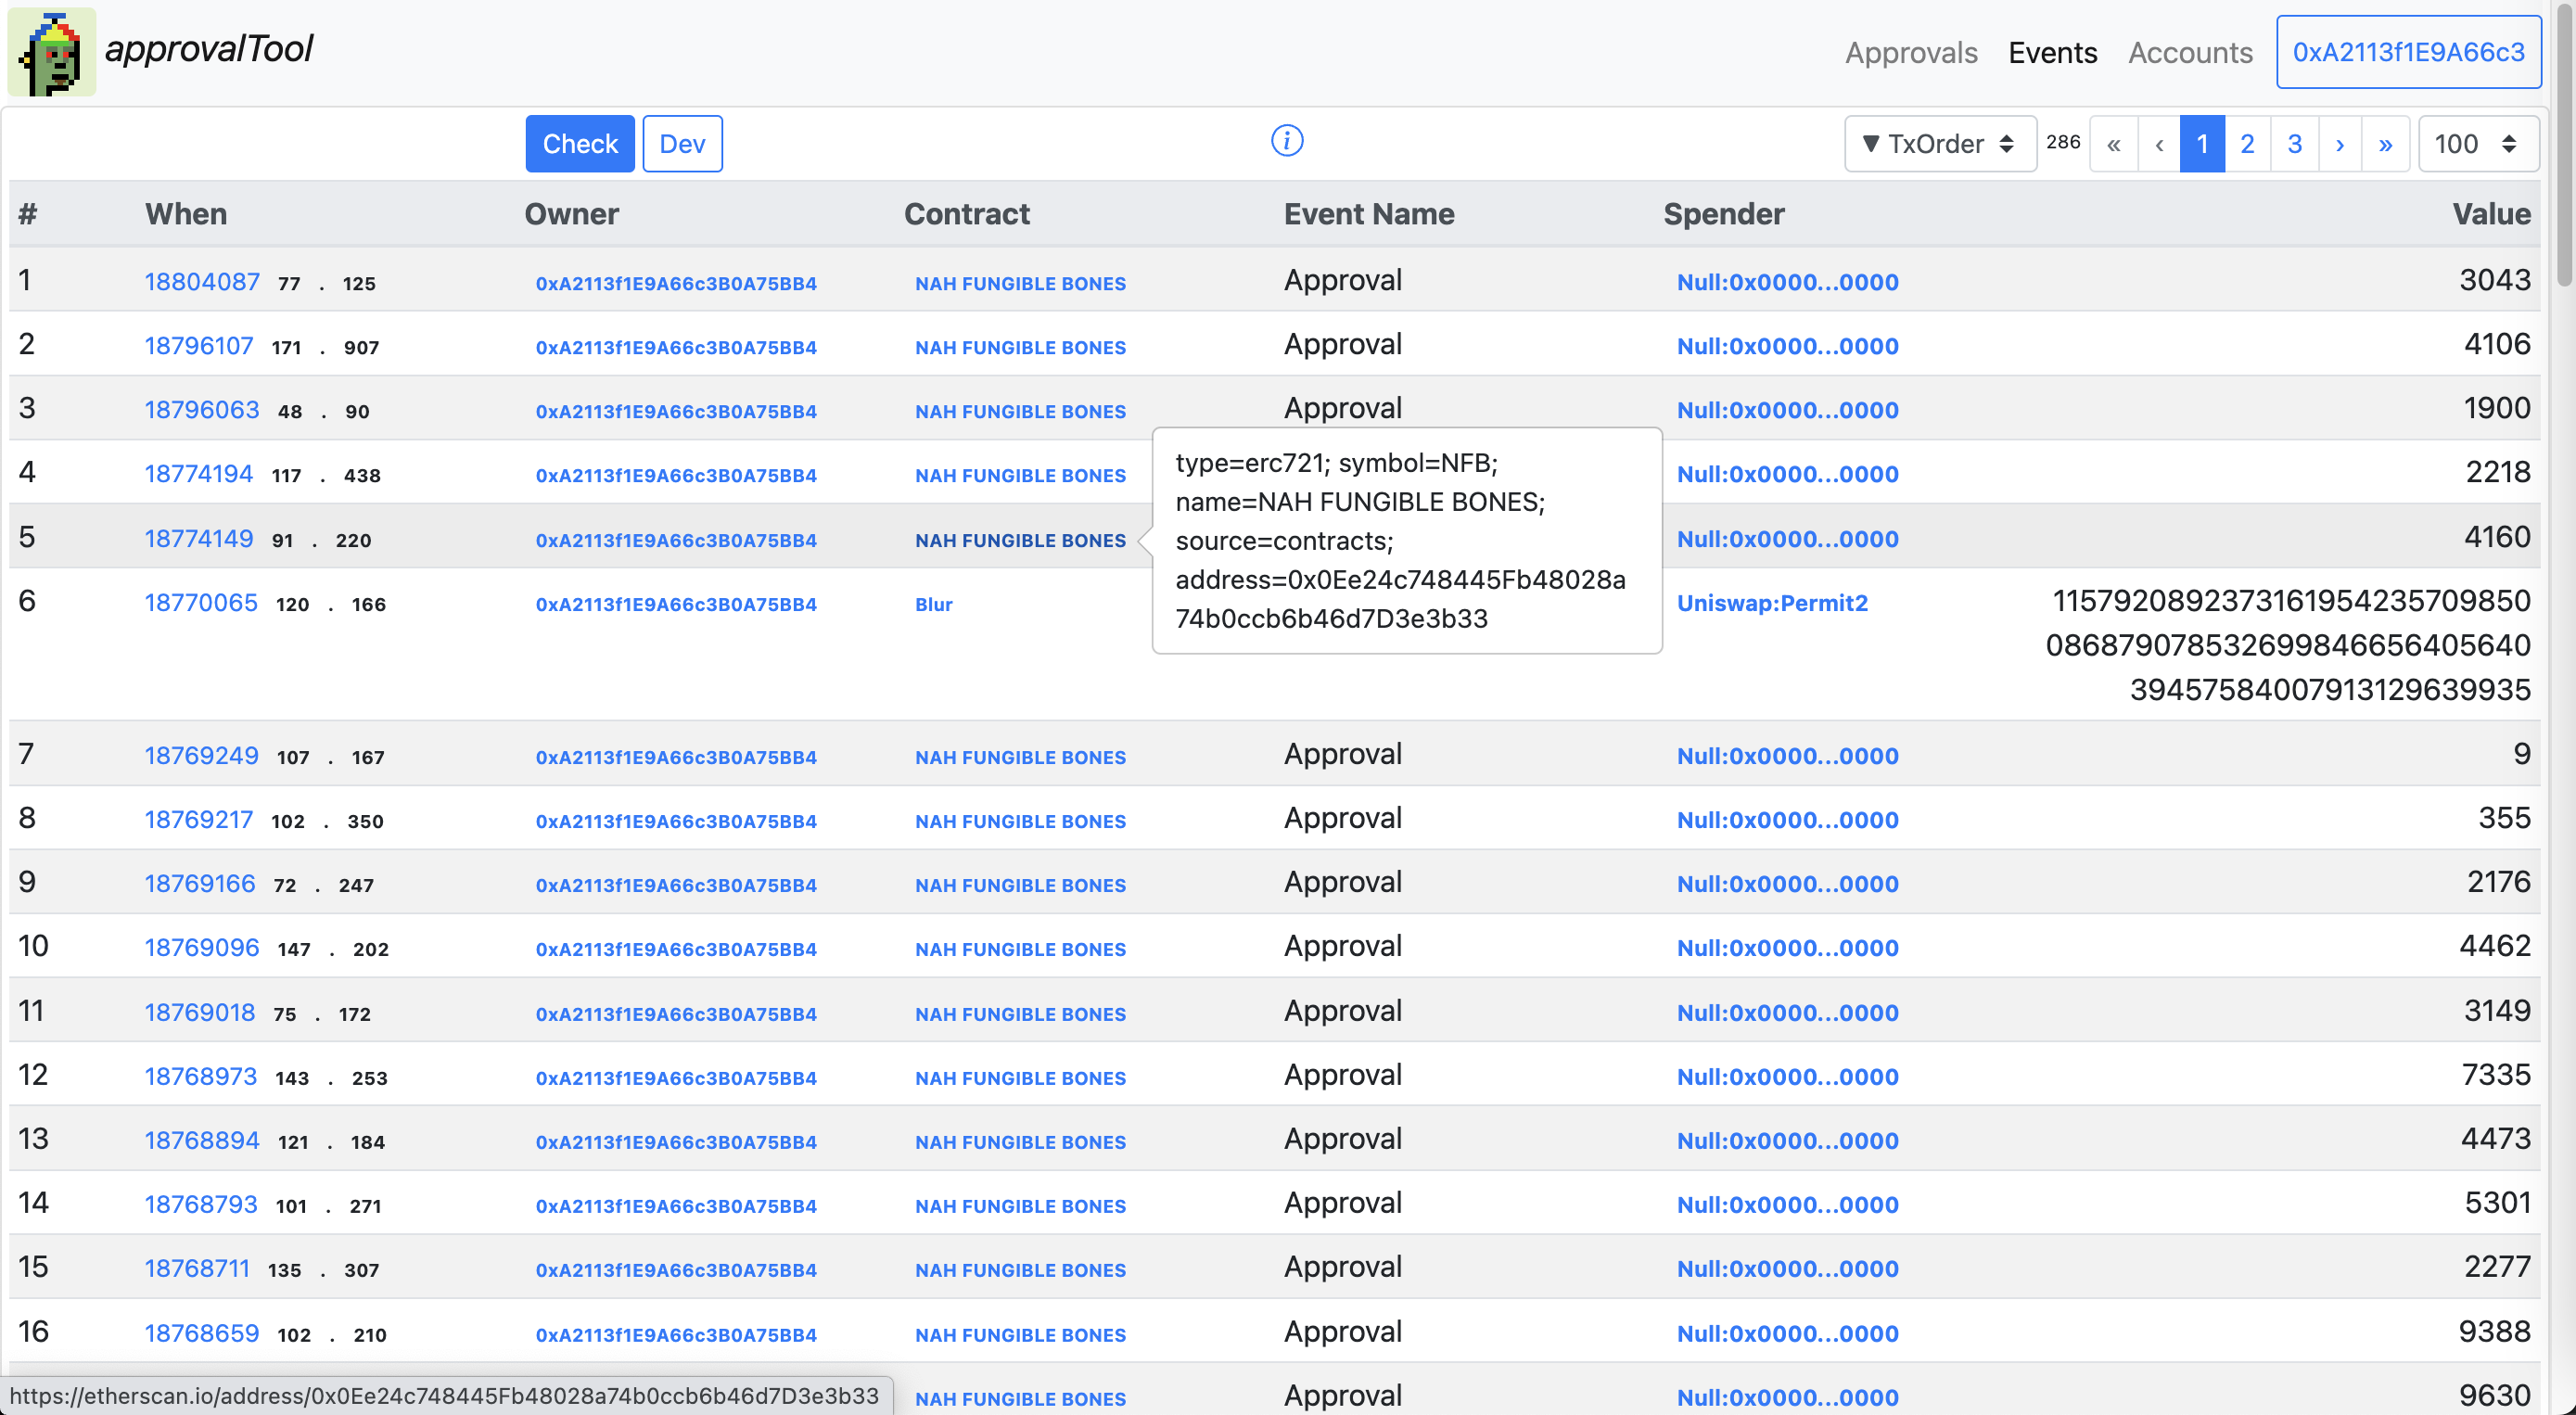 approvalTool
Approvals Events Accounts 0xA2113f1E9A66c3
Check Dev i ▼ TxOrder 286 « ‹ 1 2 3 › » 100
# When Owner Contract Event Name Spender Value
1 18804087 77 . 125 0xA2113f1E9A66c3B0A75BB4 NAH FUNGIBLE BONES Approval Null:0x0000...0000 3043
2 18796107 171 . 907 0xA2113f1E9A66c3B0A75BB4 NAH FUNGIBLE BONES Approval Null:0x0000...0000 4106
3 18796063 48 . 90 0xA2113f1E9A66c3B0A75BB4 NAH FUNGIBLE BONES Approval Null:0x0000...0000 1900
4 18774194 117 . 438 0xA2113f1E9A66c3B0A75BB4 NAH FUNGIBLE BONES Null:0x0000...0000 2218
5 18774149 91 . 220 0xA2113f1E9A66c3B0A75BB4 NAH FUNGIBLE BONES Null:0x0000...0000 4160
type=erc721; symbol=NFB;
name=NAH FUNGIBLE BONES;
source=contracts;
address=0x0Ee24c748445Fb48028a
74b0ccb6b46d7D3e3b33
6 18770065 120 . 166 0xA2113f1E9A66c3B0A75BB4 Blur Uniswap:Permit2 11579208923731619542357098500
08687907853269984665640564 0
39457584007913129639935
7 18769249 107 . 167 0xA2113f1E9A66c3B0A75BB4 NAH FUNGIBLE BONES Approval Null:0x0000...0000 9
8 18769217 102 . 350 0xA2113f1E9A66c3B0A75BB4 NAH FUNGIBLE BONES Approval Null:0x0000...0000 355
9 18769166 72 . 247 0xA2113f1E9A66c3B0A75BB4 NAH FUNGIBLE BONES Approval Null:0x0000...0000 2176
10 18769096 147 . 202 0xA2113f1E9A66c3B0A75BB4 NAH FUNGIBLE BONES Approval Null:0x0000...0000 4462
11 18769018 75 . 172 0xA2113f1E9A66c3B0A75BB4 NAH FUNGIBLE BONES Approval Null:0x0000...0000 3149
12 18768973 143 . 253 0xA2113f1E9A66c3B0A75BB4 NAH FUNGIBLE BONES Approval Null:0x0000...0000 7335
13 18768894 121 . 184 0xA2113f1E9A66c3B0A75BB4 NAH FUNGIBLE BONES Approval Null:0x0000...0000 4473
14 18768793 101 . 271 0xA2113f1E9A66c3B0A75BB4 NAH FUNGIBLE BONES Approval Null:0x0000...0000 5301
15 18768711 135 . 307 0xA2113f1E9A66c3B0A75BB4 NAH FUNGIBLE BONES Approval Null:0x0000...0000 2277
16 18768659 102 . 210 0xA2113f1E9A66c3B0A75BB4 NAH FUNGIBLE BONES Approval Null:0x0000...0000 9388
NAH FUNGIBLE BONES Approval Null:0x0000...0000 9630
https://etherscan.io/address/0x0Ee24c748445Fb48028a74b0ccb6b46d7D3e3b33